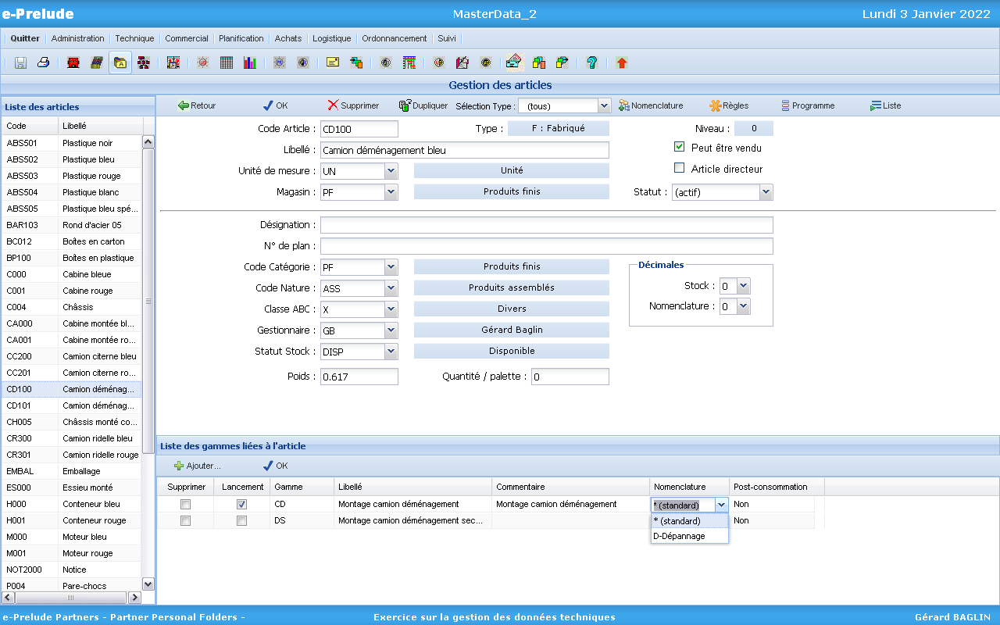 e-Prelude MasterData_2 Lundi 3 Janvier 2022
Quitter Administration Technique Commercial Planification Achats Logistique Ordonnancement Suivi
Gestion des articles
Liste des articles
Retour OK Supprimer Dupliquer Sélection Type : (tous) Nomenclature Règles Programme Liste
Code Libellé
ABS501 Plastique noir
ABS502 Plastique bleu
ABS503 Plastique rouge
ABS504 Plastique blanc
ABS505 Plastique bleu spé...
BAR103 Rond d'acier 05
BC012 Boîtes en carton
BP100 Boîtes en plastique
C000 Cabine bleue
C001 Cabine rouge
C004 Châssis
CA000 Cabine montée bl...
CA001 Cabine montée ro...
CC200 Camion citerne bleu
CC201 Camion citerne ro...
CD100 Camion déménag...
CD101 Camion déménag...
CH005 Châssis monté co...
CR300 Camion ridelle bleu
CR301 Camion ridelle rouge
EMBAL Emballage
ES000 Essieu monté
H000 Conteneur bleu
H001 Conteneur rouge
M000 Moteur bleu
M001 Moteur rouge
NOT2000 Notice
P004 Pare-chocs
Code Article : CD100 Type : F : Fabriqué Niveau : 0
Libellé : Camion déménagement bleu Peut être vendu
Unité de mesure : UN Unité Article directeur
Magasin : PF Produits finis Statut : (actif)
Désignation :
N° de plan :
Code Catégorie : PF Produits finis Décimales
Code Nature : ASS Produits assemblés Stock : 0
Classe ABC : X Divers Nomenclature : 0
Gestionnaire : GB Gérard Baglin
Statut Stock : DISP Disponible
Poids : 0.617 Quantité / palette : 0
Liste des gammes liées à l'article
Ajouter... OK
Supprimer Lancement Gamme Libellé Commentaire Nomenclature Post-consommation
CD Montage camion déménagement Montage camion déménagement * (standard) Non
DS Montage camion déménagement sec... * (standard) Non
D-Dépannage
e-Prelude Partners - Partner Personal Folders - Exercice sur la gestion des données techniques Gérard BAGLIN